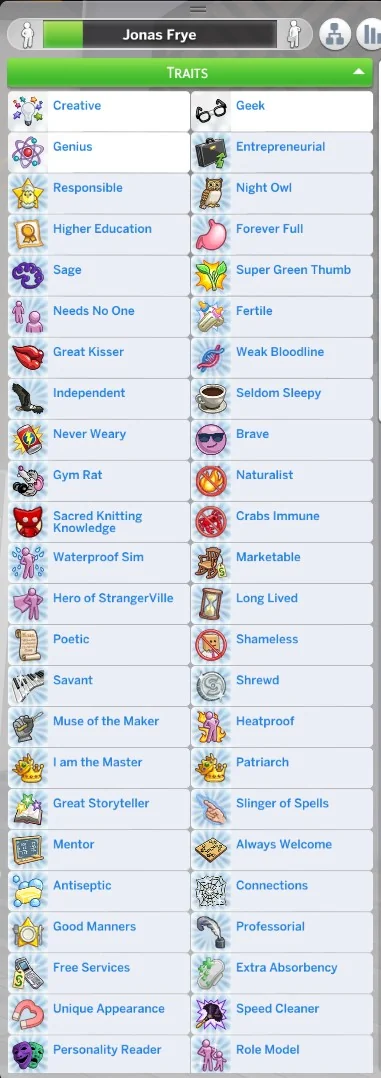 Jonas Frye
TRAITS
Creative
Geek
Genius
Entrepreneurial
Responsible
Night Owl
Higher Education
Forever Full
Sage
Super Green Thumb
Needs No One
Fertile
Great Kisser
Weak Bloodline
Independent
Seldom Sleepy
Never Weary
Brave
Gym Rat
Naturalist
Sacred Knitting
Knowledge
Crabs Immune
Waterproof Sim
Marketable
Hero of StrangerVille
Long Lived
Poetic
Shameless
Savant
Shrewd
Muse of the Maker
Heatproof
I am the Master
Patriarch
Great Storyteller
Slinger of Spells
Mentor
Always Welcome
Antiseptic
Connections
Good Manners
Professorial
Free Services
Extra Absorbency
Unique Appearance
Speed Cleaner
Personality Reader
Role Model